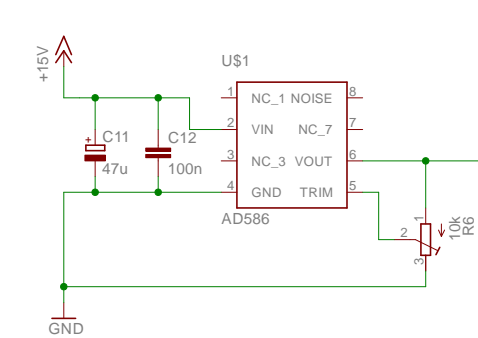 +15V
U$1
1 NC_1 NOISE 8
C11 + 47u
C12 100n
2 VIN NC_7 7
3 NC_3 VOUT 6
4 GND TRIM 5
AD586
1
2
3
10k
R6
GND